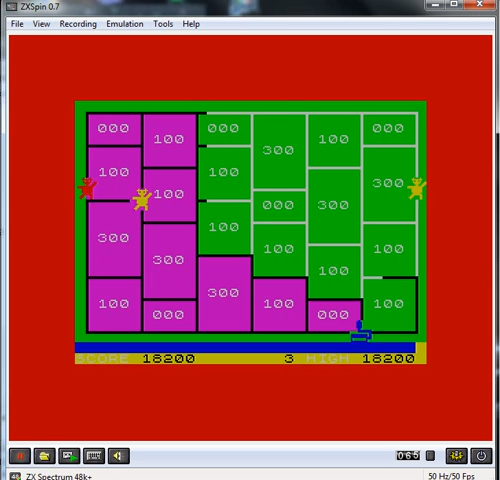 ZXSpin 0.7
File View Recording Emulation Tools Help
000 100 000 300 100 000
100 100 100 000 300 300
300 300 100 100 100 100
100 000 300 100 000 100
SCORE 18200 3 HIGH 18200
065
ZX Spectrum 48k+ 50 Hz/50 Fps